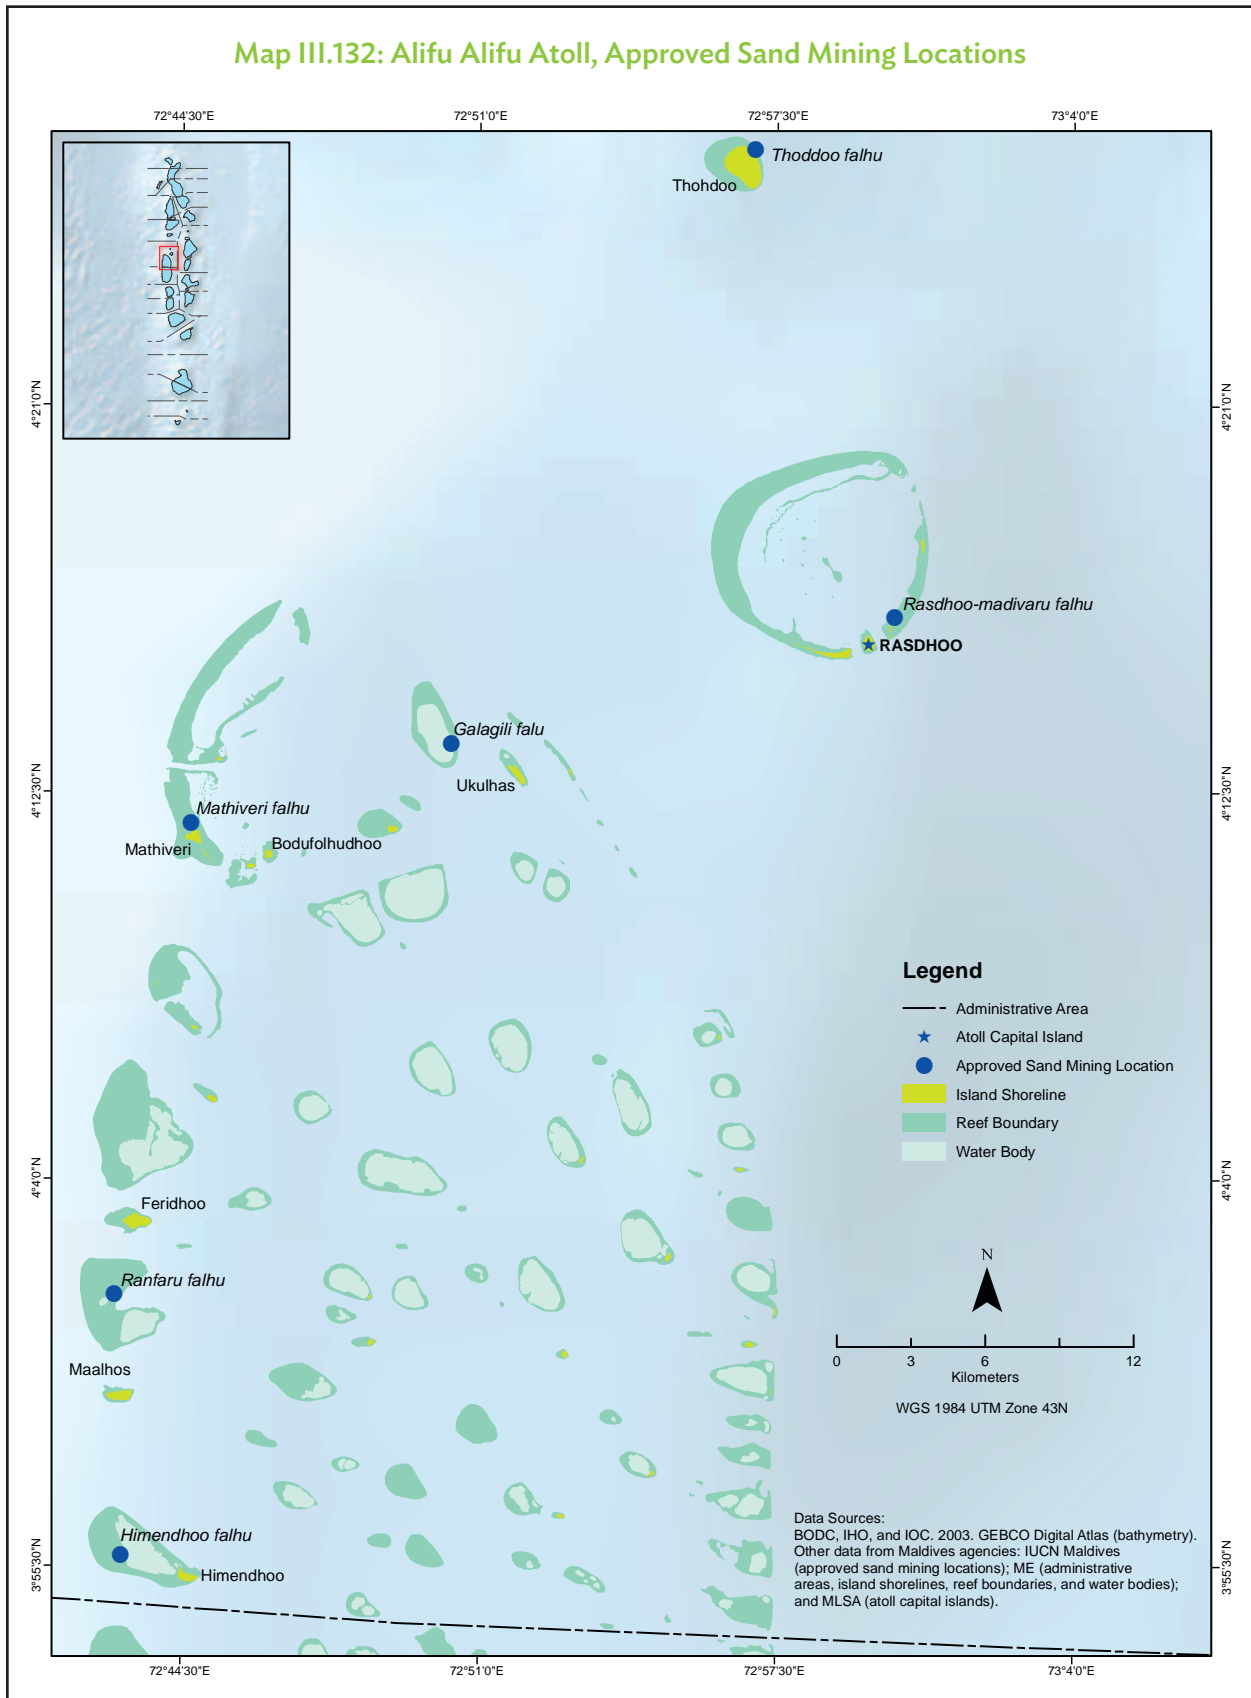 Map III.132: Alifu Alifu Atoll, Approved Sand Mining Locations
72°44'30"E
72°51'0"E
72°57'30"E
73°4'0"E
Thoddoo falhu
Thohdoo
4°21'0"N
4°21'0"N
Rasdhoo-madivaru falhu
RASDHOO
Galagili falu
Ukulhas
4°12'30"N
4°12'30"N
Mathiveri falhu
Mathiveri
Bodufolhudhoo
Legend
Administrative Area
Atoll Capital Island
Approved Sand Mining Location
Island Shoreline
Reef Boundary
Water Body
4°4'0"N
4°4'0"N
Feridhoo
Ranfaru falhu
N
0
3
6
12
Kilometers
Maalhos
WGS 1984 UTM Zone 43N
Himendhoo falhu
Himendhoo
3°55'30"N
3°55'30"N
Data Sources:
BODC, IHO, and IOC. 2003. GEBCO Digital Atlas (bathymetry).
Other data from Maldives agencies: IUCN Maldives
(approved sand mining locations); ME (administrative
areas, island shorelines, reef boundaries, and water bodies);
and MLSA (atoll capital islands).
72°44'30"E
72°51'0"E
72°57'30"E
73°4'0"E